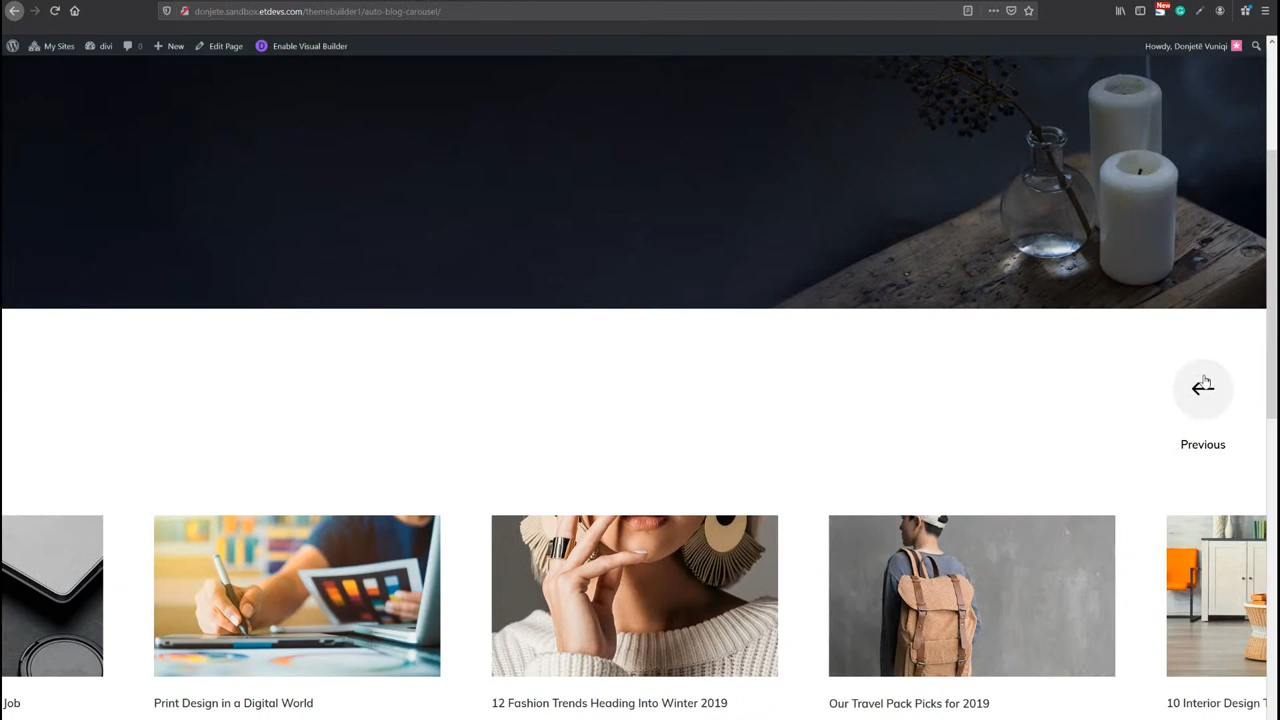 donjete.sandbox.etdevs.com/themebuilder1/auto-blog-carousel/
New
My Sites
divi
0
New
Edit Page
D
Enable Visual Builder
Howdy, Donjetë Vuniqi
Previous
Job
Print Design in a Digital World
12 Fashion Trends Heading Into Winter 2019
Our Travel Pack Picks for 2019
10 Interior Design T